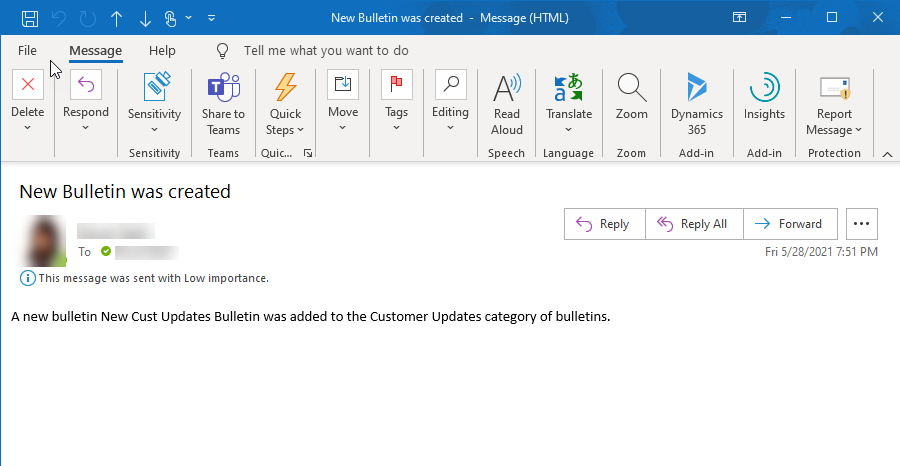 New Bulletin was created - Message (HTML)
File Message Help Tell me what you want to do
Delete
Respond
Sensitivity
Share to Teams
Quick Steps
Move
Tags
Editing
Read Aloud
Translate
Zoom
Dynamics 365
Insights
Report Message
Sensitivity Teams Quic... Speech Language Zoom Add-in Add-in Protection
New Bulletin was created
Reply Reply All Forward
To
Fri 5/28/2021 7:51 PM
This message was sent with Low importance.
A new bulletin New Cust Updates Bulletin was added to the Customer Updates category of bulletins.